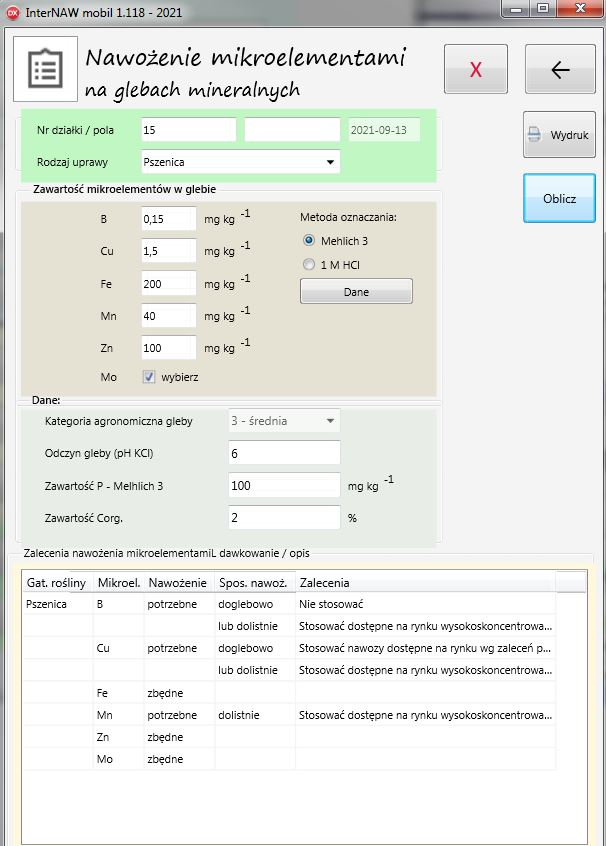 InterNAW mobil 1.118 - 2021
Nawożenie mikroelementami
na glebach mineralnych
X
Wydruk
Oblicz
Nr działki / pola 15 2021-09-13
Rodzaj uprawy Pszenica
Zawartość mikroelementów w glebie
B 0,15 mg kg -1 Metoda oznaczania:
Cu 1,5 mg kg -1 Mehlich 3
1 M HCl
Fe 200 mg kg -1 Dane
Mn 40 mg kg -1
Zn 100 mg kg -1
Mo wybierz
Dane:
Kategoria agronomiczna gleby 3 - średnia
Odczyn gleby (pH KCl) 6
Zawartość P - Melhlich 3 100 mg kg -1
Zawartość Corg. 2 %
Zalecenia nawożenia mikroelementamiL dawkowanie / opis
Gat. rośliny Mikroel. Nawożenie Spos. nawoż. Zalecenia
Pszenica B potrzebne doglebowo Nie stosować
lub dolistnie Stosować dostępne na rynku wysokoskoncentrowa...
Cu potrzebne doglebowo Stosować nawozy dostępne na rynku wg zaleceń p...
lub dolistnie Stosować dostępne na rynku wysokoskoncentrowa...
Fe zbędne
Mn potrzebne dolistnie Stosować dostępne na rynku wysokoskoncentrowa...
Zn zbędne
Mo zbędne